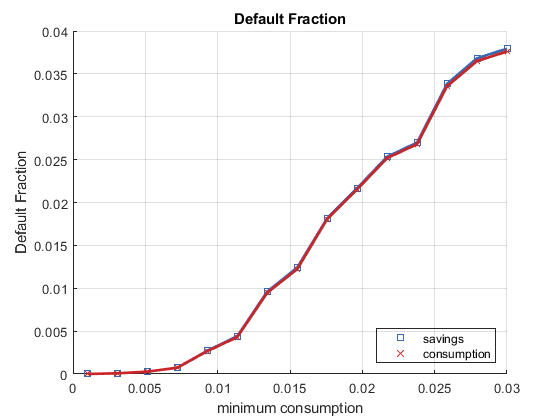 Default Fraction
0.04
0.035
0.03
0.025
0.02
0.015
0.01
0.005
0
Default Fraction
savings
consumption
0 0.005 0.01 0.015 0.02 0.025 0.03
minimum consumption